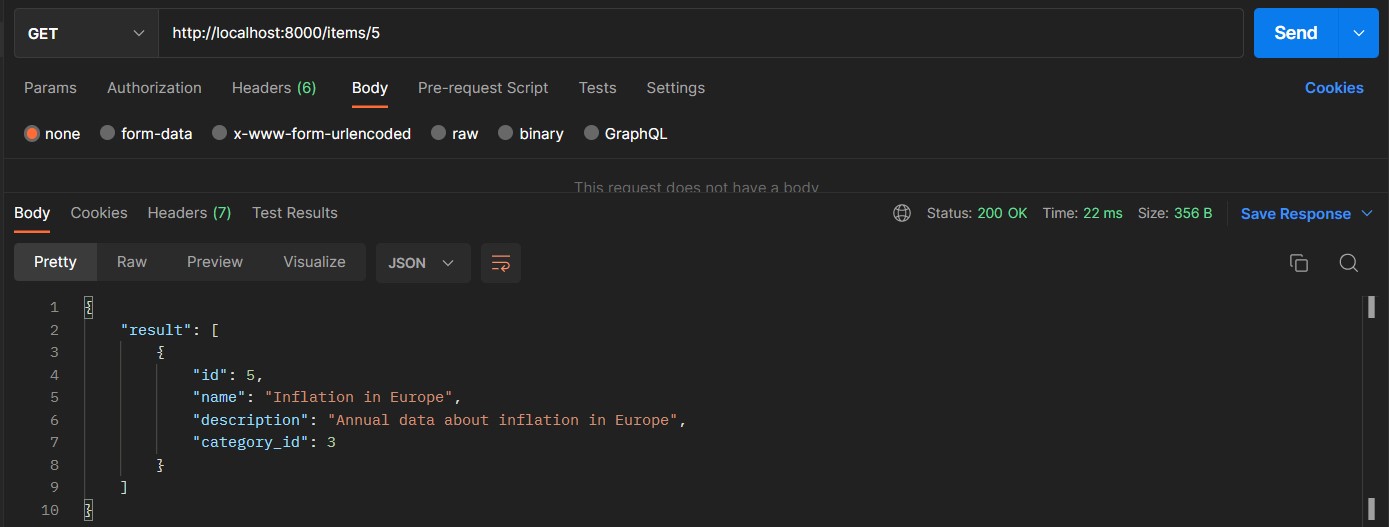 GET http://localhost:8000/items/5 Send
Params Authorization Headers (6) Body Pre-request Script Tests Settings Cookies
none form-data x-www-form-urlencoded raw binary GraphQL
This request does not have a body
Body Cookies Headers (7) Test Results Status: 200 OK Time: 22 ms Size: 356 B Save Response
Pretty Raw Preview Visualize JSON
1 {
2 "result": [
3 {
4 "id": 5,
5 "name": "Inflation in Europe",
6 "description": "Annual data about inflation in Europe",
7 "category_id": 3
8 }
9 ]
10 }